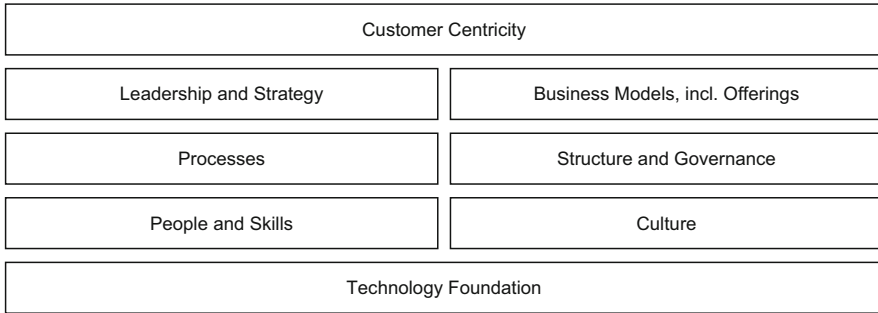 Customer Centricity
Leadership and Strategy
Business Models, incl. Offerings
Processes
Structure and Governance
People and Skills
Culture
Technology Foundation